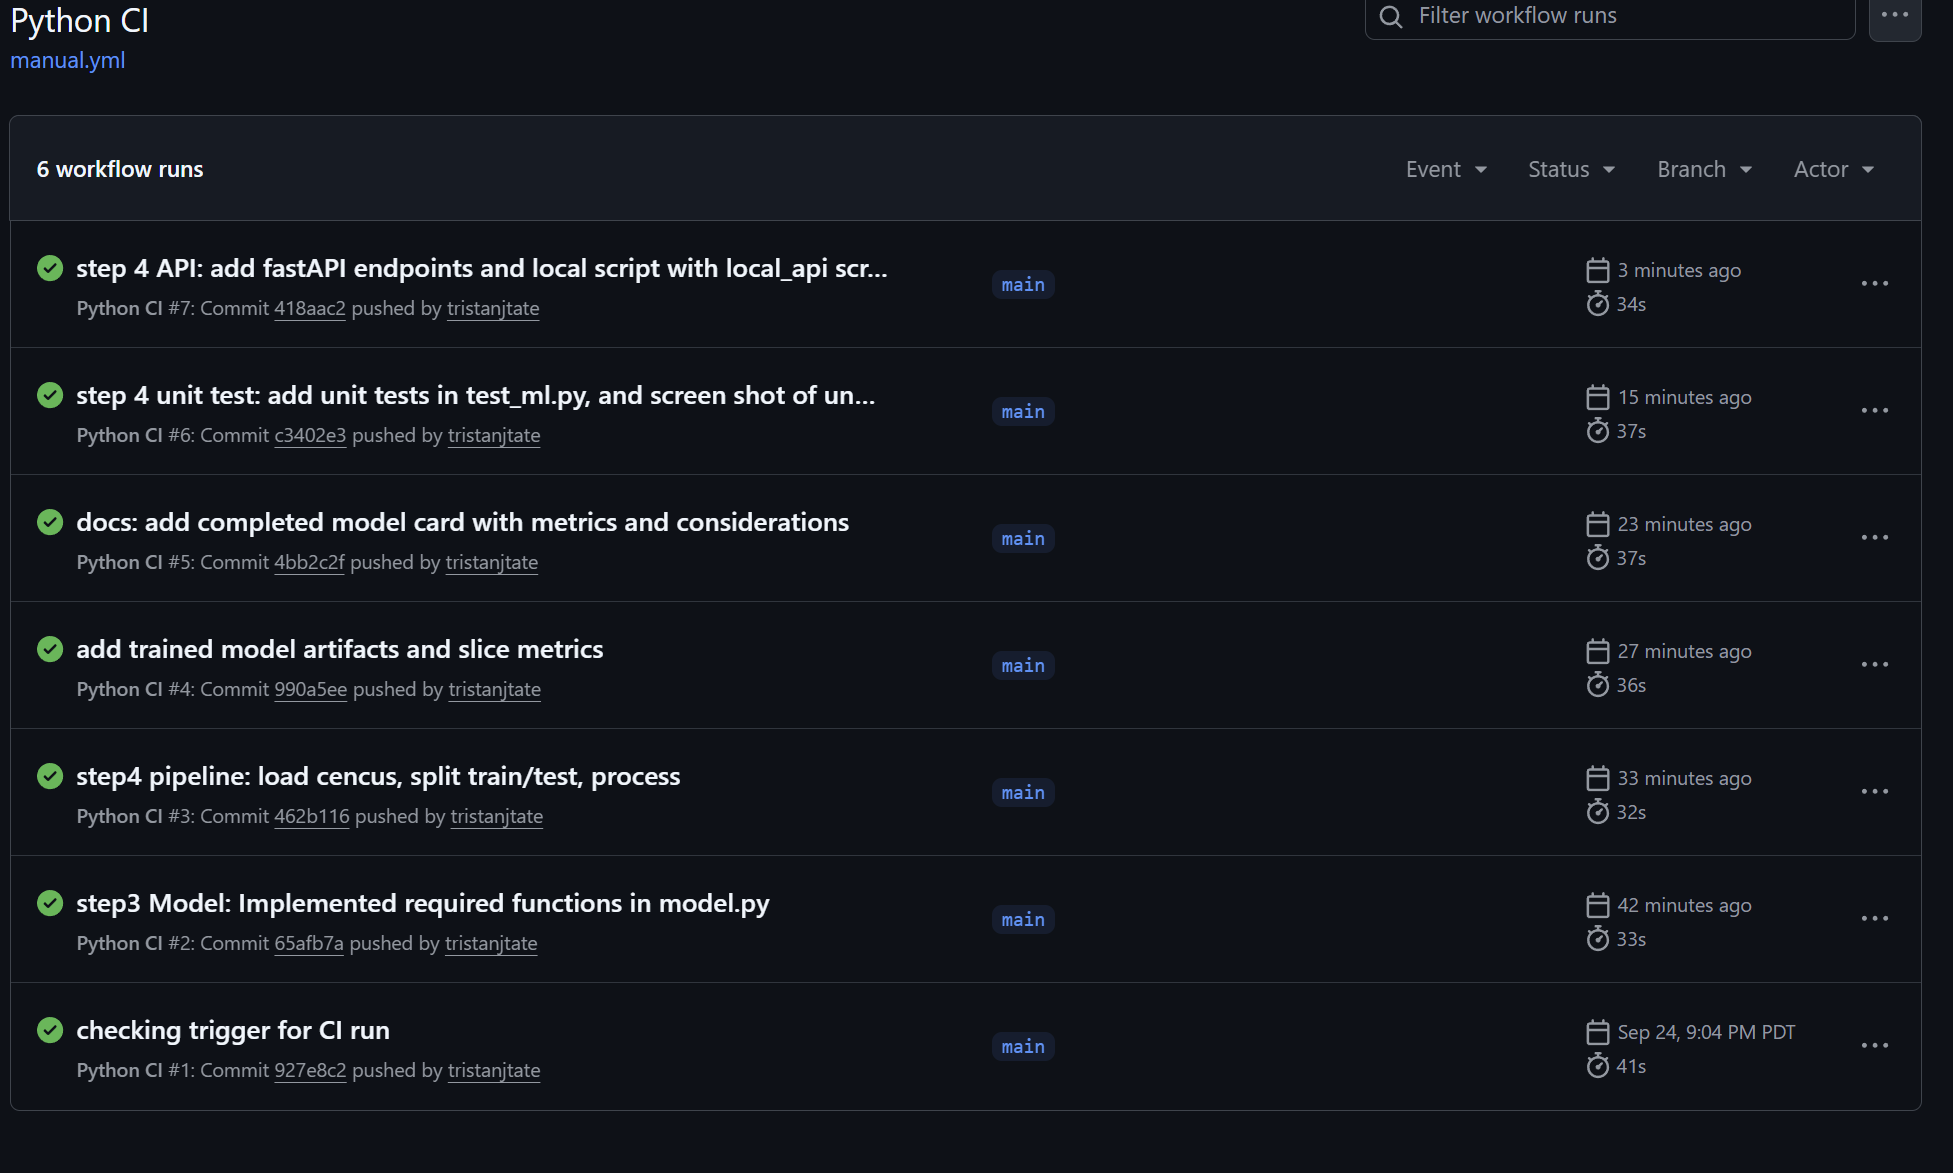 Python CI
manual.yml
Filter workflow runs
6 workflow runs
Event
Status
Branch
Actor
step 4 API: add fastAPI endpoints and local script with local_api scr...
Python CI #7: Commit 418aac2 pushed by tristanjtate
main
3 minutes ago
34s
step 4 unit test: add unit tests in test_ml.py, and screen shot of un...
Python CI #6: Commit c3402e3 pushed by tristanjtate
main
15 minutes ago
37s
docs: add completed model card with metrics and considerations
Python CI #5: Commit 4bb2c2f pushed by tristanjtate
main
23 minutes ago
37s
add trained model artifacts and slice metrics
Python CI #4: Commit 990a5ee pushed by tristanjtate
main
27 minutes ago
36s
step4 pipeline: load cencus, split train/test, process
Python CI #3: Commit 462b116 pushed by tristanjtate
main
33 minutes ago
32s
step3 Model: Implemented required functions in model.py
Python CI #2: Commit 65afb7a pushed by tristanjtate
main
42 minutes ago
33s
checking trigger for CI run
Python CI #1: Commit 927e8c2 pushed by tristanjtate
main
Sep 24, 9:04 PM PDT
41s